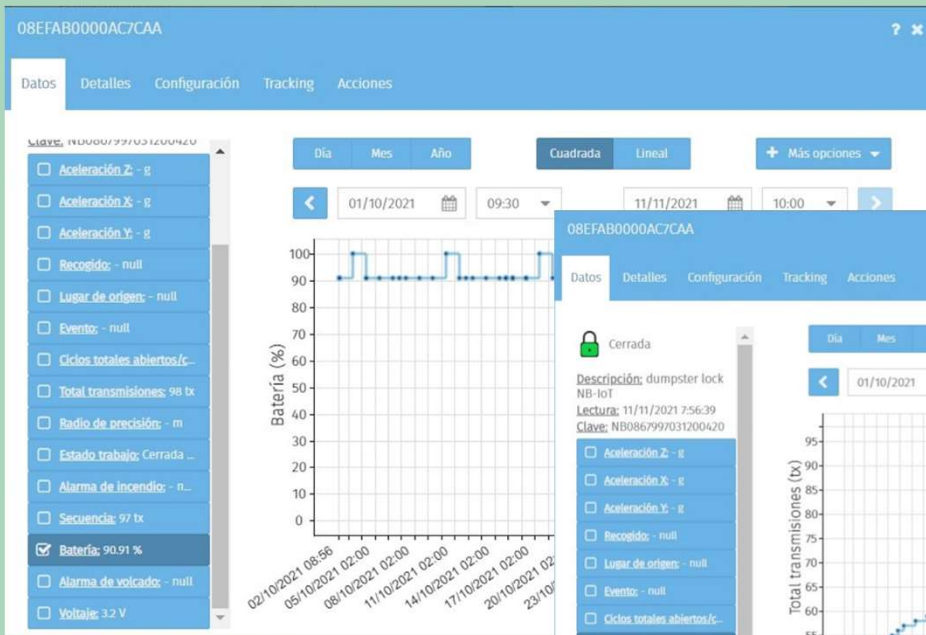 08EFAB0000AC7CAA
? ×
Datos Detalles Configuración Tracking Acciones
Clave: NB0867997031200420
Aceleración Z: - g
Aceleración X: - g
Aceleración Y: - g
Recogido: - null
Lugar de origen: - null
Evento: - null
Ciclos totales abiertos/c...
Total transmisiones: 98 tx
Radio de precisión: - m
Estado trabajo: Cerrada ...
Alarma de incendio: - n...
Secuencia: 97 tx
Batería: 90.91 %
Alarma de volcado: - null
Voltaje: 3.2 V
Día Mes Año
Cuadrada Lineal
+ Más opciones
01/10/2021 09:30
11/11/2021 10:00
Batería (%)
100
90
80
70
60
50
40
30
20
10
0
02/10/2021 08:56
05/10/2021 02:00
08/10/2021 02:00
11/10/2021 02:00
14/10/2021 02:00
17/10/2021 02:00
20/10/2021 02
23/10/
08EFAB0000AC7CAA
Datos Detalles Configuración Tracking Acciones
Cerrada
Descripción: dumpster lock
NB-IoT
Lectura: 11/11/2021 7:56:39
Clave: NB0867997031200420
Aceleración Z: - g
Aceleración X: - g
Aceleración Y: - g
Recogido: - null
Lugar de origen: - null
Evento: - null
Ciclos totales abiertos/c...
Día Mes
01/10/2021
Total transmisiones (tx)
95
90
85
80
75
70
65
60
55